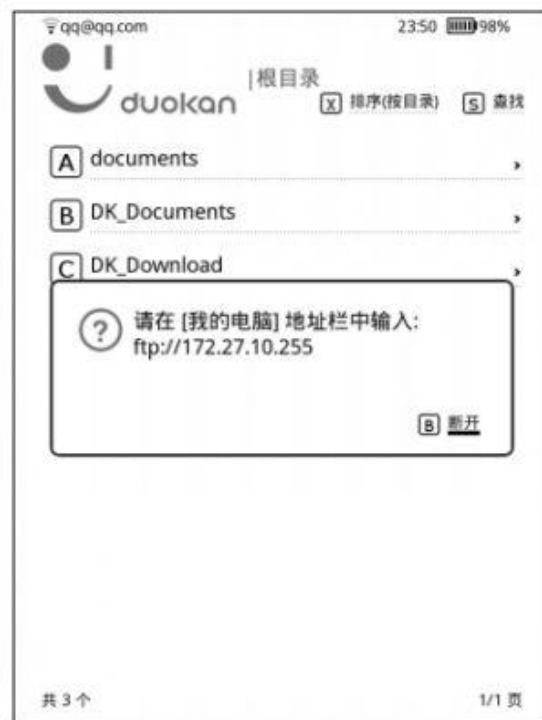 qq@qq.com 23:50 98%
duokan |根目录
X 排序(按目录) S 查找
A documents
B DK_Documents
C DK_Download
? 请在 [我的电脑] 地址栏中输入:
ftp://172.27.10.255
B 断开
共 3 个 1/1 页